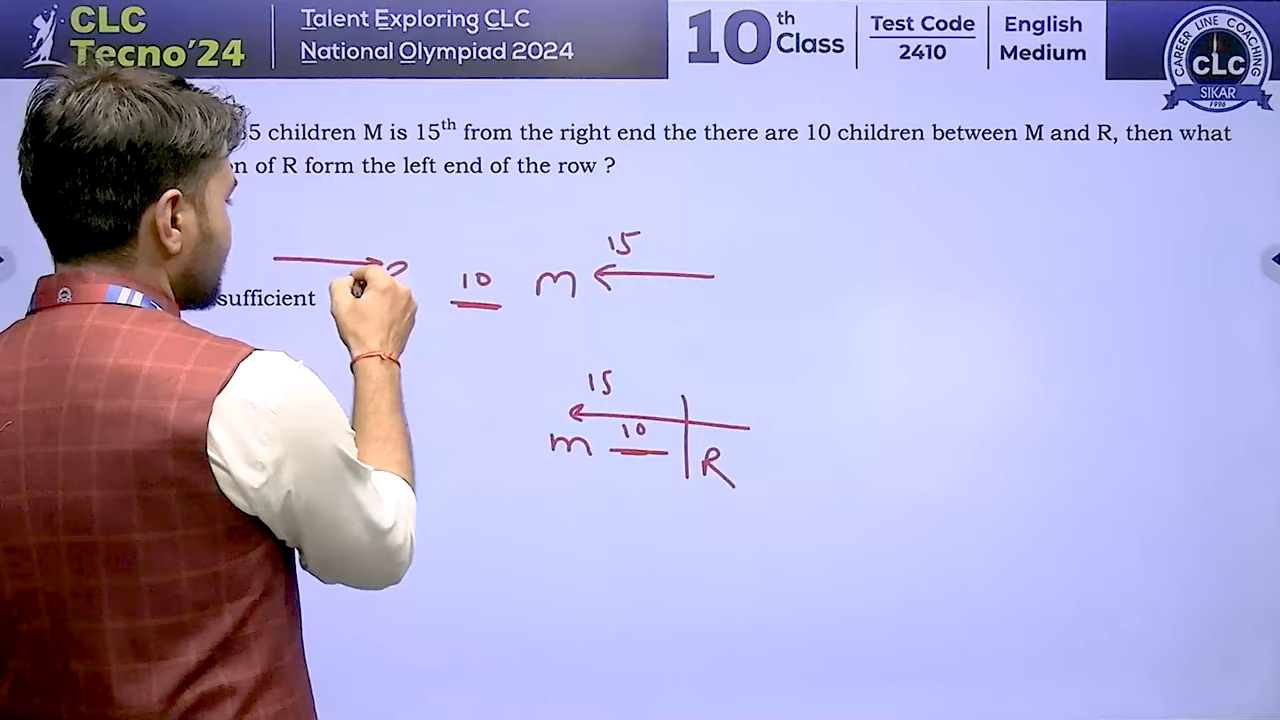 CLC
Tecno'24
Talent Exploring CLC
National Olympiad 2024
10th Class
Test Code
2410
English
Medium
CAREER LINE COACHING
CLC
SIKAR
1996
35 children M is 15th from the right end the there are 10 children between M and R, then what
of R form the left end of the row ?
sufficient
10 M 15
15
M 10 R